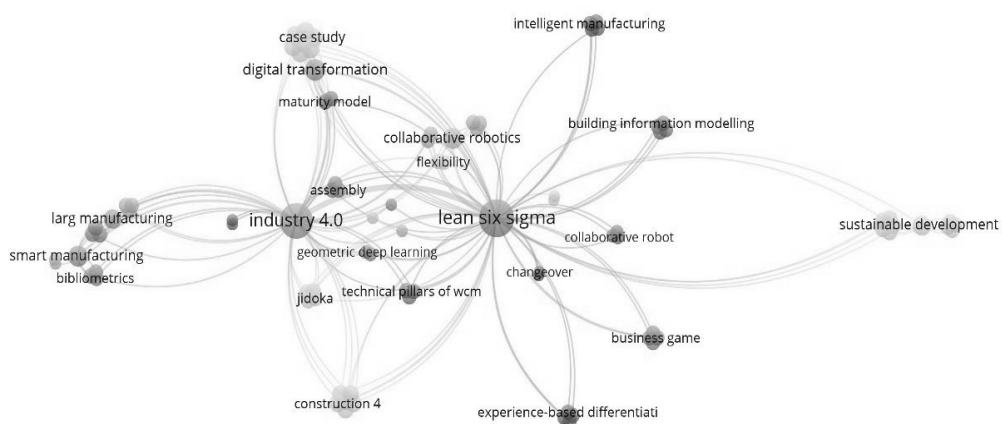 intelligent manufacturing
case study
digital transformation
maturity model
building information modelling
collaborative robotics
flexibility
assembly
larg manufacturing
industry 4.0
lean six sigma
sustainable development
collaborative robot
smart manufacturing
geometric deep learning
bibliometrics
changeover
jidoka
technical pillars of wcm
business game
construction 4
experience-based differentiati